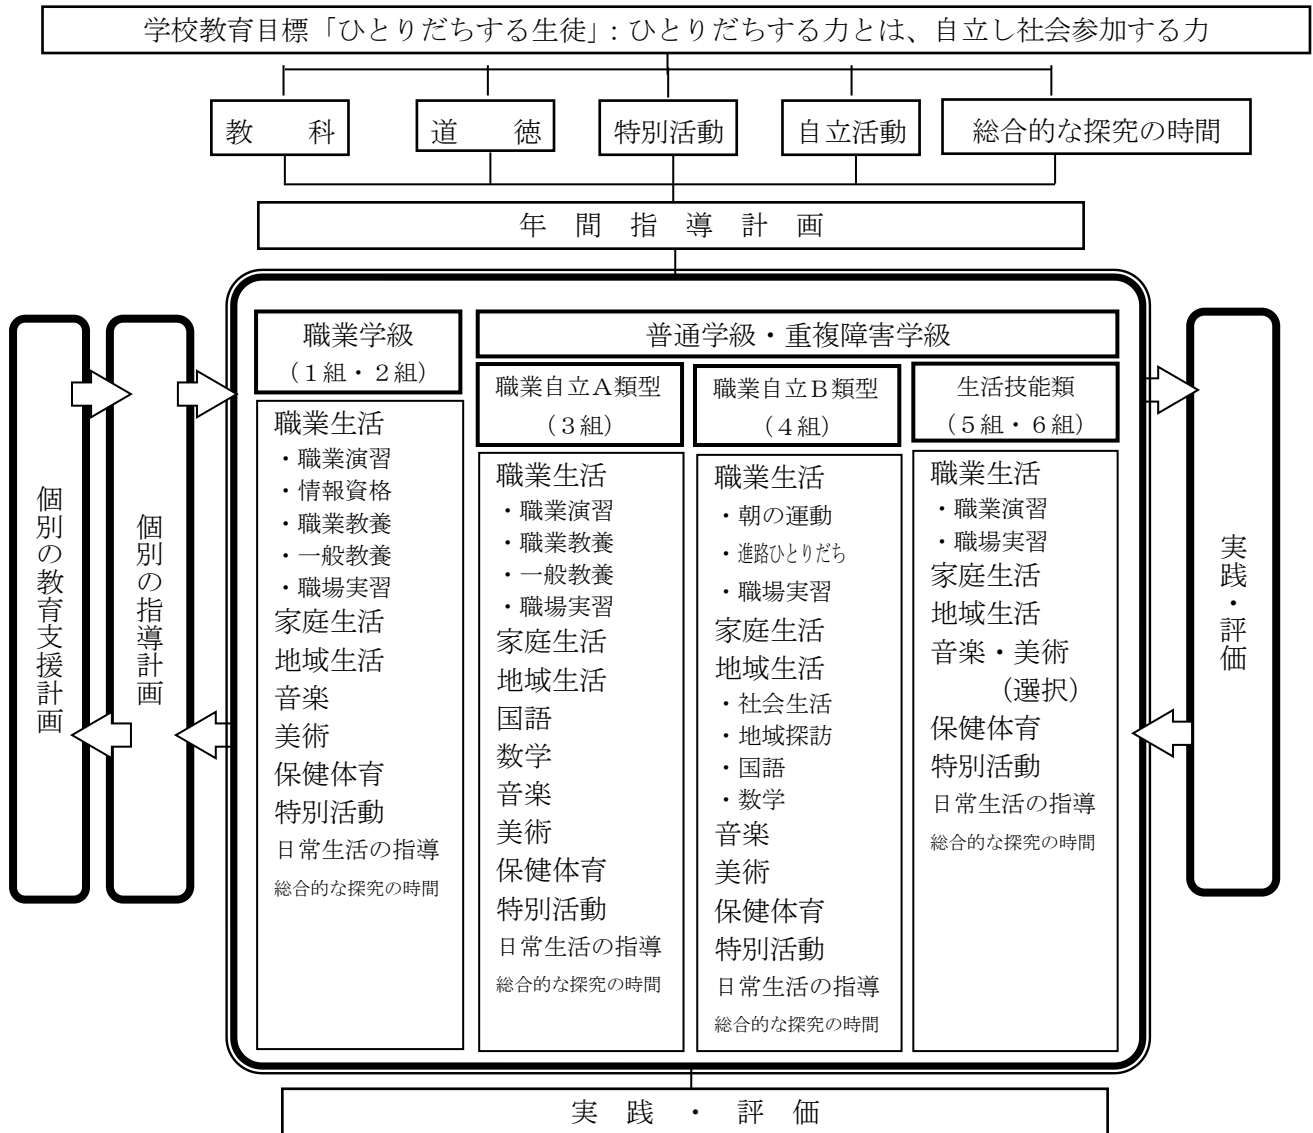 学校教育目標「ひとりだちする生徒」：ひとりだちする力とは、自立し社会参加する力
教　　科
道　　徳
特別活動
自立活動
総合的な探究の時間
年　間　指　導　計　画
個別の教育支援計画
個別の指導計画
職業学級
（１組・２組）
職業生活
・職業演習
・情報資格
・職業教養
・一般教養
・職場実習
家庭生活
地域生活
音楽
美術
保健体育
特別活動
日常生活の指導
総合的な探究の時間
普通学級・重複障害学級
職業自立Ａ類型
（３組）
職業生活
・職業演習
・職業教養
・一般教養
・職場実習
家庭生活
地域生活
国語
数学
音楽
美術
保健体育
特別活動
日常生活の指導
総合的な探究の時間
職業自立Ｂ類型
（４組）
職業生活
・朝の運動
・進路ひとりだち
・職場実習
家庭生活
地域生活
・社会生活
・地域探訪
・国語
・数学
音楽
美術
保健体育
特別活動
日常生活の指導
総合的な探究の時間
生活技能類
（５組・６組）
職業生活
・職業演習
・職場実習
家庭生活
地域生活
音楽・美術
（選択）
保健体育
特別活動
日常生活の指導
総合的な探究の時間
実践・評価
実　践　・　評　価